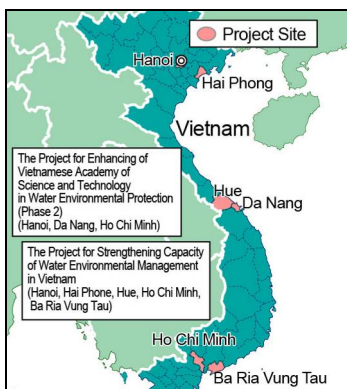 Project Site
Hanoi
Hai Phong
Vietnam
The Project for Enhancing of
Vietnamese Academy of
Science and Technology
in Water Environmental Protection
(Phase 2)
(Hanoi, Da Nang, Ho Chi Minh)
Hue
Da Nang
The Project for Strengthening Capacity
of Water Environmental Management
in Vietnam
(Hanoi, Hai Phone, Hue, Ho Chi Minh,
Ba Ria Vung Tau)
Ho Chi Minh
Ba Ria Vung Tau